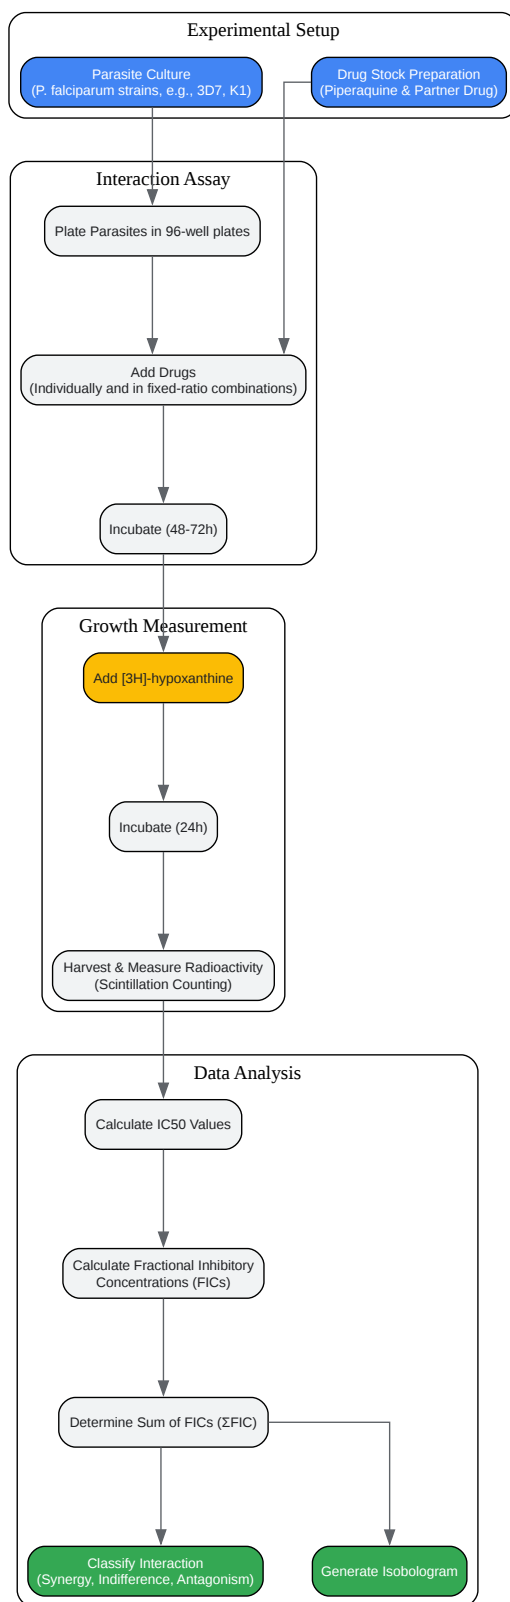 Experimental Setup
Parasite Culture
(P. falciparum strains, e.g., 3D7, K1)
Drug Stock Preparation
(Piperaquine & Partner Drug)
Interaction Assay
Plate Parasites in 96-well plates
Add Drugs
(Individually and in fixed-ratio combinations)
Incubate (48-72h)
Growth Measurement
Add [3H]-hypoxanthine
Incubate (24h)
Harvest & Measure Radioactivity
(Scintillation Counting)
Data Analysis
Calculate IC50 Values
Calculate Fractional Inhibitory
Concentrations (FICs)
Determine Sum of FICs (ΣFIC)
Classify Interaction
(Synergy, Indifference, Antagonism)
Generate Isobologram